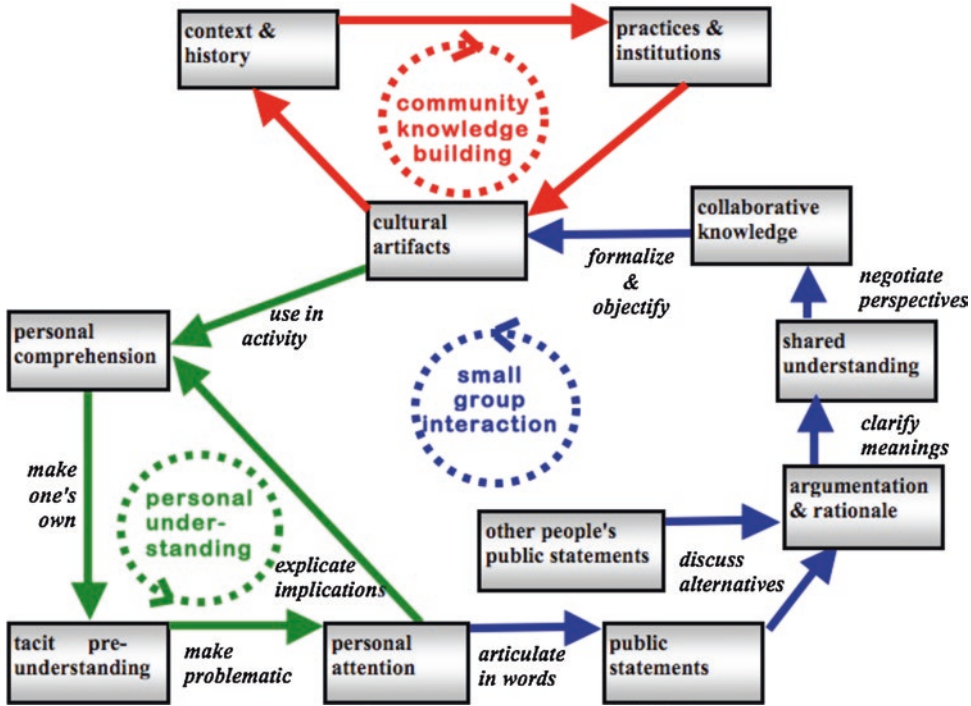 context &
history
practices &
institutions
community
knowledge
building
cultural
artifacts
collaborative
knowledge
formalize
&
objectify
negotiate
perspectives
use in
activity
personal
comprehension
shared
understanding
small
group
interaction
clarify
meanings
make
one's
own
personal
under-
standing
argumentation
& rationale
other people's
public statements
discuss
alternatives
explicate
implications
tacit pre-
understanding
make
problematic
personal
attention
articulate
in words
public
statements